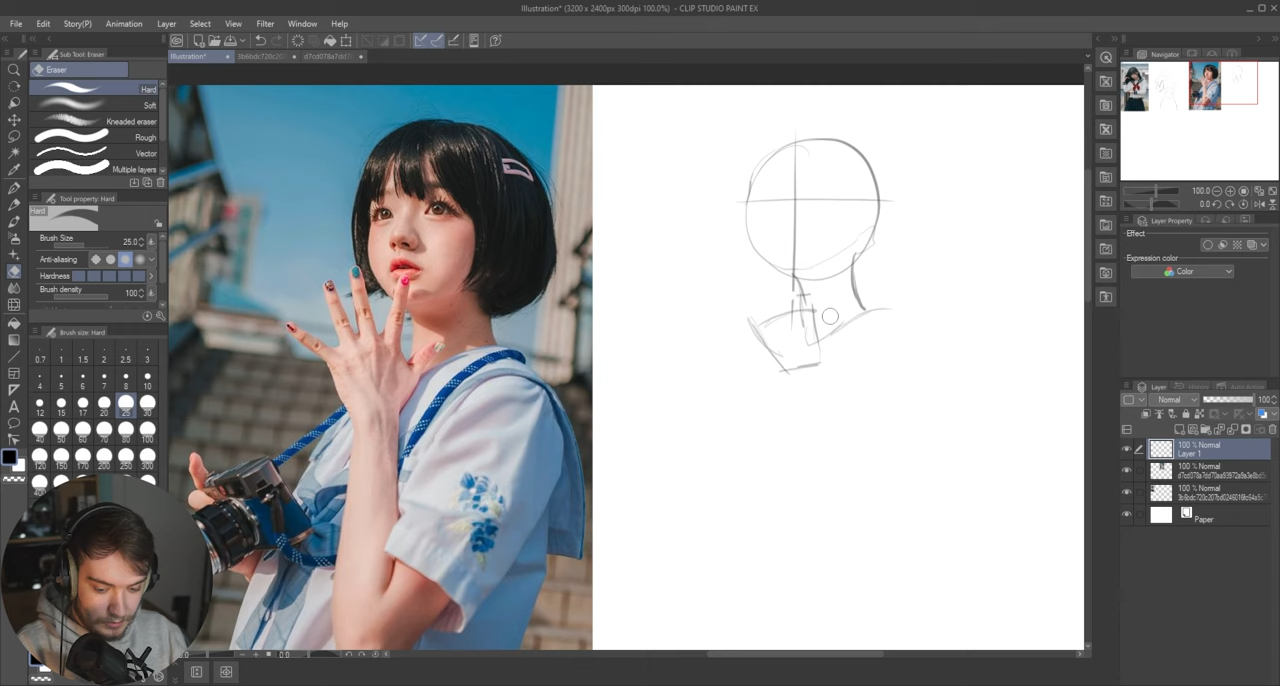 Illustration* (3200 x 2400px 300dpi 100.0%) - CLIP STUDIO PAINT EX
File Edit Story(P) Animation Layer Select View Filter Window Help
Sub Tool: Eraser
Illustration*
Eraser
Hard
Soft
Kneaded eraser
Rough
Vector
Multiple layers
Tool property: Hard
Hard
Brush Size 25.0
Anti-aliasing
Hardness
Brush density 100
Brush size
0.7 1 1.5 2 2.5 3
4 5 6 7 8 10
12 15 17 20 25 30
40 50 60 70 80 100
120 150 170 200 250 300
Navigator
100.0
0.0
Layer Property
Effect
Expression color
Color
Layer History Auto Action
Normal 100
100 % Normal
Layer 1
100 % Normal
100 % Normal
Paper